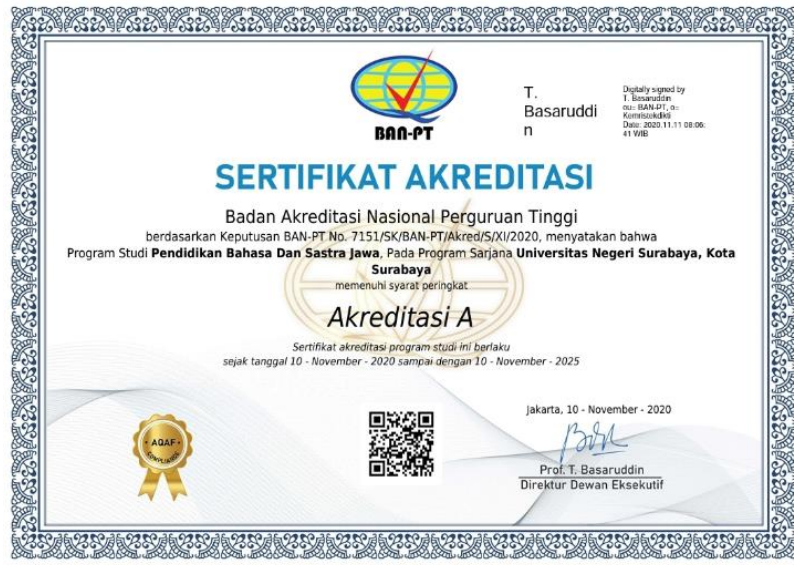 BAN-PT
T.
Basaruddi
n
Digitally signed by
T. Basaruddin
ou= BAN-PT, o=
Kemristekdikti
Date: 2020.11.11 08:06:
41 WIB
SERTIFIKAT AKREDITASI
Badan Akreditasi Nasional Perguruan Tinggi
berdasarkan Keputusan BAN-PT No. 7151/SK/BAN-PT/Akred/S/XI/2020, menyatakan bahwa
Program Studi Pendidikan Bahasa Dan Sastra Jawa, Pada Program Sarjana Universitas Negeri Surabaya, Kota
Surabaya
memenuhi syarat peringkat
Akreditasi A
Sertifikat akreditasi program studi ini berlaku
sejak tanggal 10 - November - 2020 sampai dengan 10 - November - 2025
Jakarta, 10 - November - 2020
AQAF
COMPLIANCE
Prof. T. Basaruddin
Direktur Dewan Eksekutif